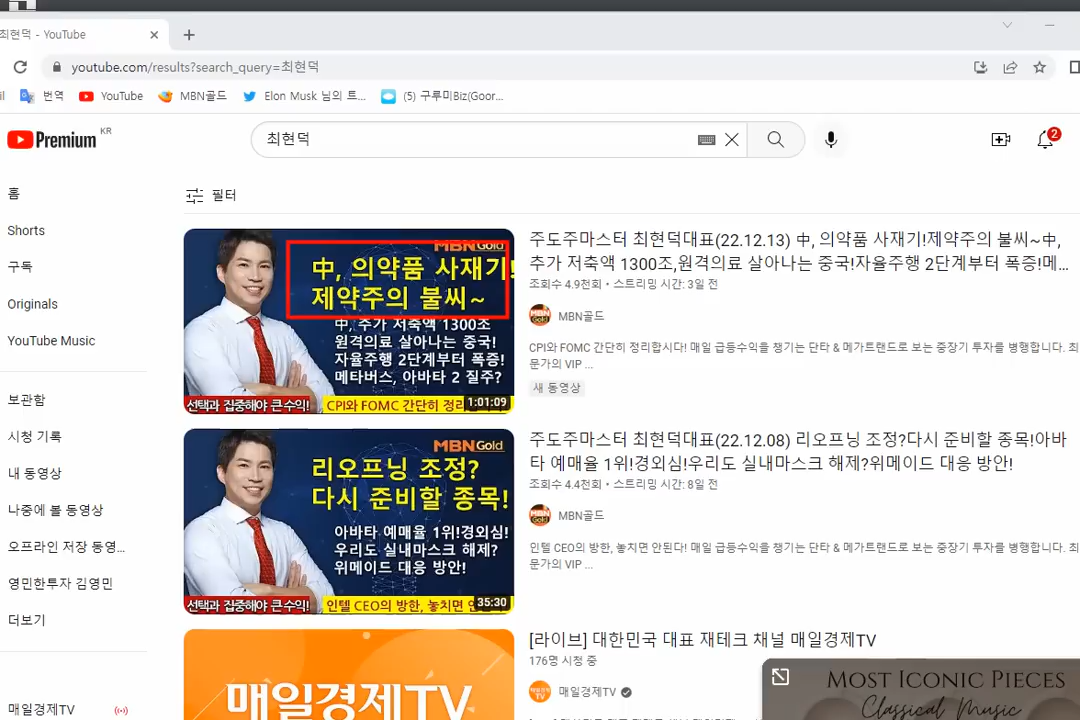 최현덕 - YouTube
youtube.com/results?search_query=최현덕
번역
YouTube
MBN골드
Elon Musk 님의 트...
(5) 구루미Biz(Goor...
Premium KR
최현덕
2
홈
Shorts
구독
Originals
YouTube Music
보관함
시청 기록
내 동영상
나중에 볼 동영상
오프라인 저장 동영...
영민한투자 김영민
더보기
매일경제TV
필터
MBN Gold
中, 의약품 사재기!
제약주의 불씨~
中, 추가 저축액 1300조
원격의료 살아나는 중국!
자율주행 2단계부터 폭증!
메타버스, 아바타 2 질주?
선택과 집중해야 큰 수익!
CPI와 FOMC 간단히 정리
1:01:09
주도주마스터 최현덕대표(22.12.13) 中, 의약품 사재기!제약주의 불씨~中,
추가 저축액 1300조,원격의료 살아나는 중국!자율주행 2단계부터 폭증!메...
조회수 4.9천회 • 스트리밍 시간: 3일 전
MBN골드
CPI와 FOMC 간단히 정리합시다! 매일 급등수익을 챙기는 단타 & 메가트랜드로 보는 중장기 투자를 병행합니다. 최
문가의 VIP ...
새 동영상
MBN Gold
리오프닝 조정?
다시 준비할 종목!
아바타 예매율 1위!경외심!
우리도 실내마스크 해제?
위메이드 대응 방안!
선택과 집중해야 큰 수익!
인텔 CEO의 방한, 놓치면
35:30
주도주마스터 최현덕대표(22.12.08) 리오프닝 조정?다시 준비할 종목!아바
타 예매율 1위!경외심!우리도 실내마스크 해제?위메이드 대응 방안!
조회수 4.4천회 • 스트리밍 시간: 8일 전
MBN골드
인텔 CEO의 방한, 놓치면 안된다! 매일 급등수익을 챙기는 단타 & 메가트랜드로 보는 중장기 투자를 병행합니다. 최
문가의 VIP ...
매일경제TV
[라이브] 대한민국 대표 재테크 채널 매일경제TV
176명 시청 중
매일경제TV
Most Iconic Pieces
Classical Music